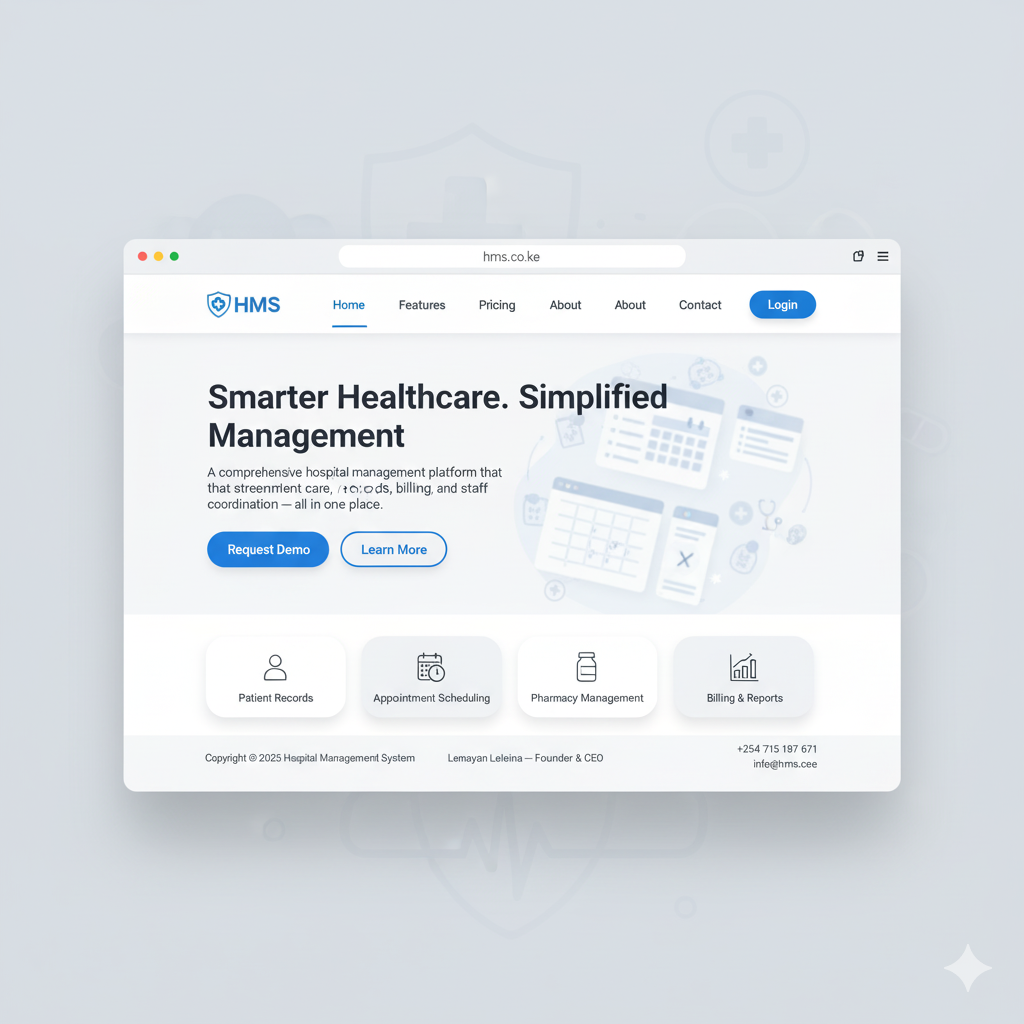 hms.co.ke
HMS
Home Features Pricing About About Contact Login
Smarter Healthcare. Simplified
Management
A comprehensive hospital management platform that
that streenment care, billing, and staff
coordination — all in one place.
Request Demo Learn More
Patient Records Appointment Scheduling Pharmacy Management Billing & Reports
Copyright © 2025 Hospital Management System Lemayan Leleina — Founder & CEO
+254 715 197 671
infe@hms.cee